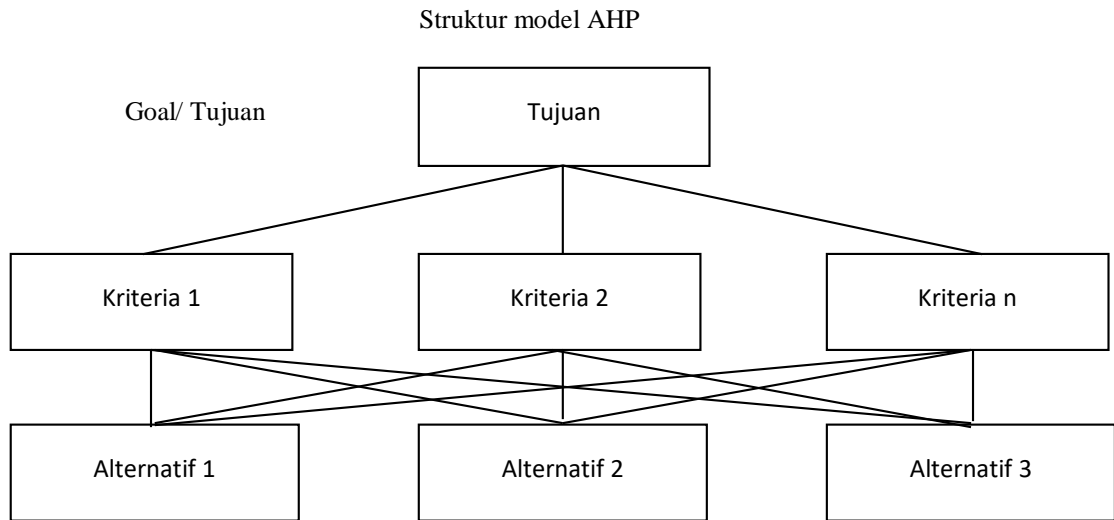 Struktur model AHP
Tujuan
Goal/ Tujuan
Kriteria 1
Kriteria 2
Kriteria n
Alternatif 1
Alternatif 2
Alternatif 3